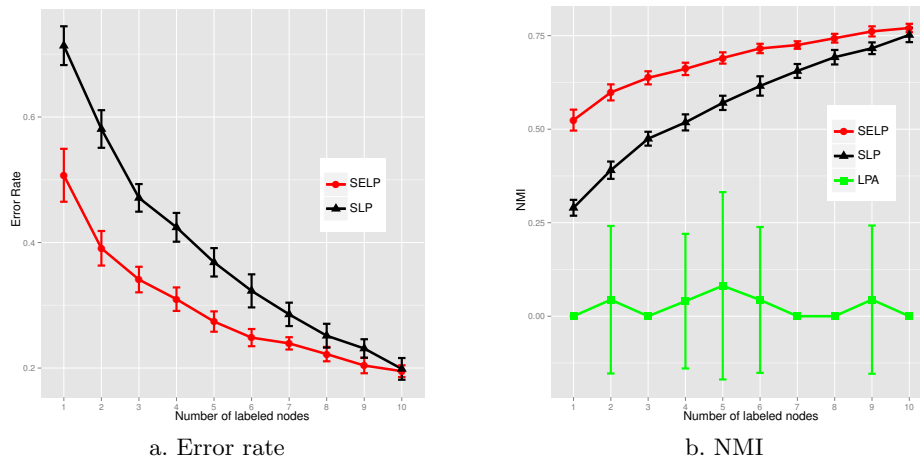 0.6
0.4
0.2
Error Rate
1 2 3 4 5 6 7 8 9 10
Number of labeled nodes
SELP
SLP
a. Error rate
0.75
0.50
0.25
0.00
NMI
1 2 3 4 5 6 7 8 9 10
Number of labeled nodes
SELP
SLP
LPA
b. NMI